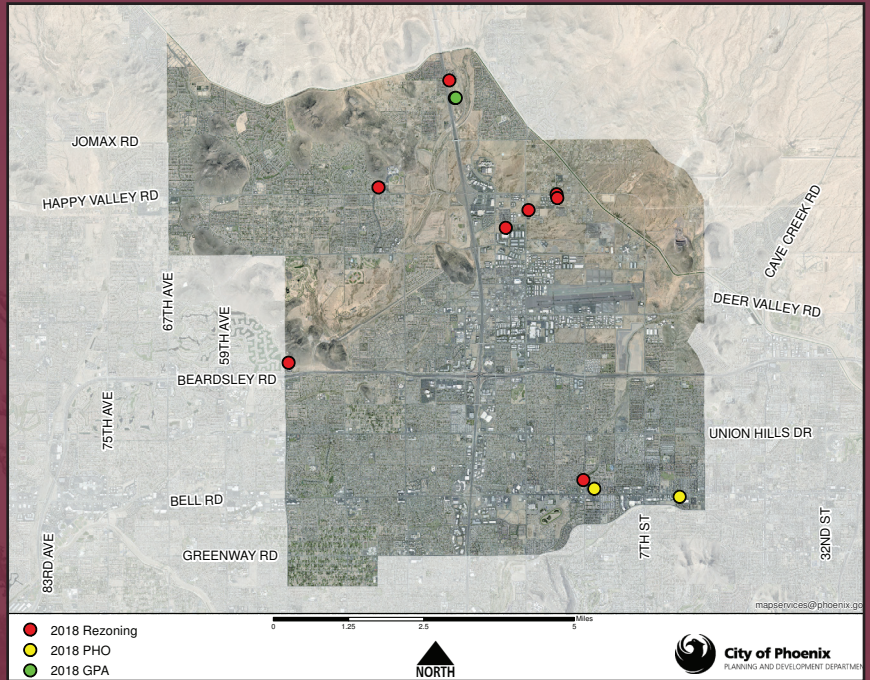 JOMAX RD
HAPPY VALLEY RD
CAVE CREEK RD
67TH AVE
59TH AVE
DEER VALLEY RD
BEARDSLEY RD
75TH AVE
UNION HILLS DR
BELL RD
83RD AVE
GREENWAY RD
7TH ST
32ND ST
mapservices@phoenix.go
2018 Rezoning
2018 PHO
2018 GPA
0 1.25 2.5 5 Miles
NORTH
City of Phoenix
PLANNING AND DEVELOPMENT DEPARTMEN